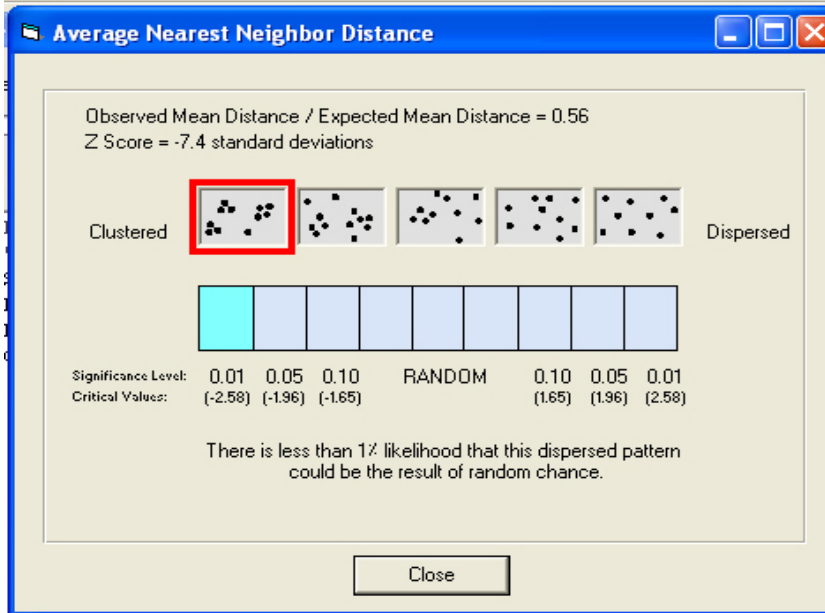 Average Nearest Neighbor Distance
Observed Mean Distance / Expected Mean Distance = 0.56
Z Score = -7.4 standard deviations
Clustered
Dispersed
Significance Level: 0.01 0.05 0.10 RANDOM 0.10 0.05 0.01
Critical Values: (-2.58) (-1.96) (-1.65) (1.65) (1.96) (2.58)
There is less than 1% likelihood that this dispersed pattern
could be the result of random chance.
Close